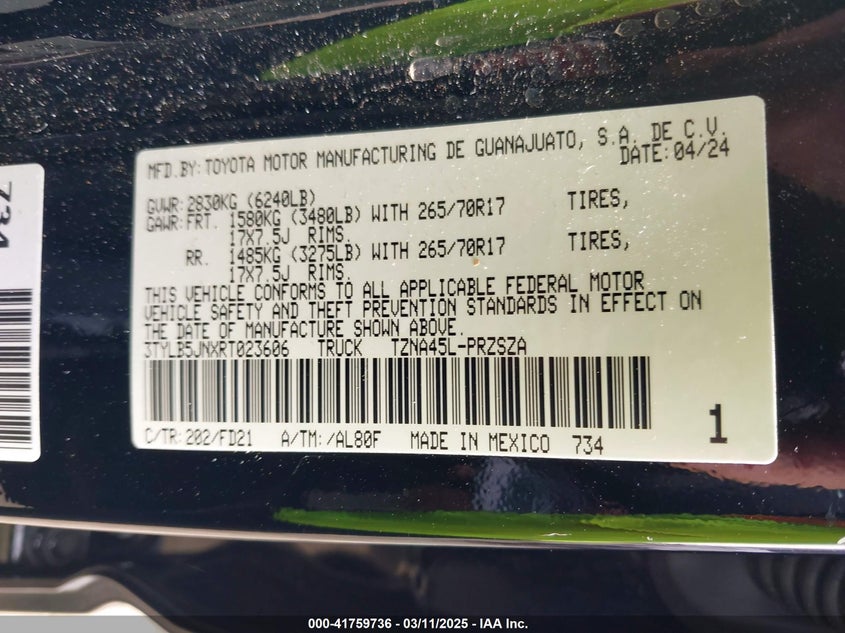 MFD.BY:TOYOTA MOTOR MANUFACTURING DE GUANAJUATO, S.A. DE C.V.
DATE:04/24
GVWR:2830KG (6240LB)
GAWR:FRT. 1580KG (3480LB) WITH 265/70R17 TIRES,
17X7.5J RIMS.
RR. 1485KG (3275LB) WITH 265/70R17 TIRES,
17X7.5J RIMS.
THIS VEHICLE CONFORMS TO ALL APPLICABLE FEDERAL MOTOR
VEHICLE SAFETY AND THEFT PREVENTION STANDARDS IN EFFECT ON
THE DATE OF MANUFACTURE SHOWN ABOVE.
3TYLB5JNXRT023606 TRUCK TZNA45L-PRZSZA
C/TR:202/FD21 A/TM:/AL80F MADE IN MEXICO 734
1
734
000-41759736 - 03/11/2025 - IAA Inc.